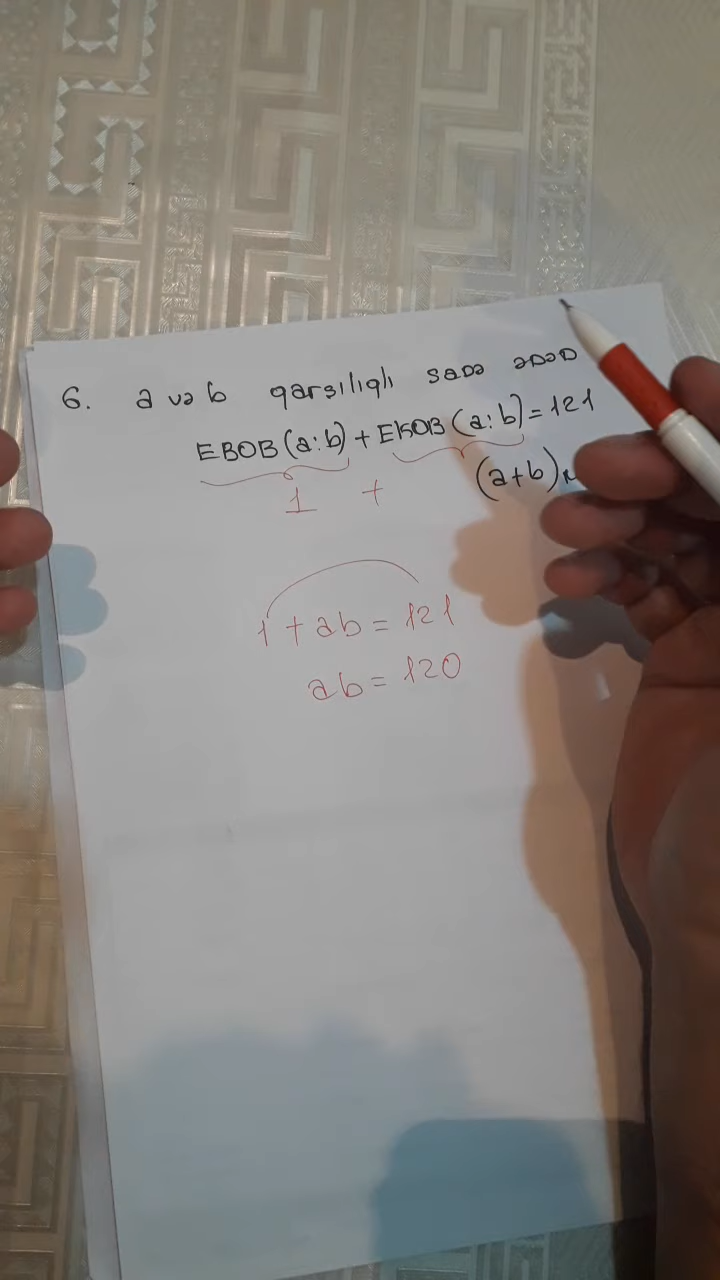 6. a və b qarşılıqlı sadə ədəd
EBOB(a:b) + EKOB(a:b) = 121
(a+b)
1 +
1 + ab = 121
ab = 120